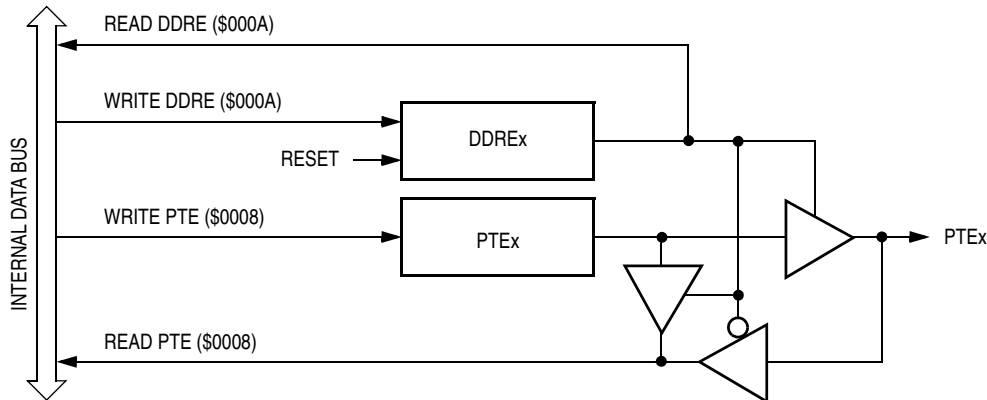 READ DDRE ($000A)
WRITE DDRE ($000A)
DDREx
RESET
INTERNAL DATA BUS
WRITE PTE ($0008)
PTEx
PTEx
READ PTE ($0008)